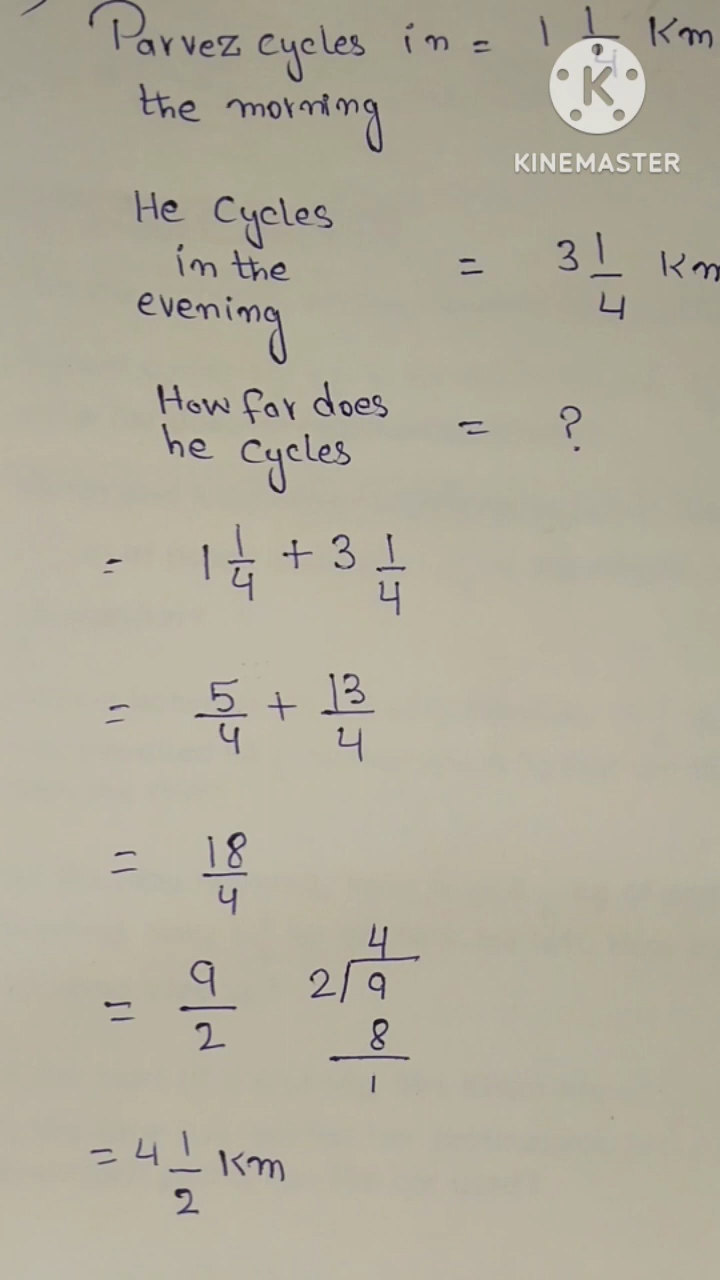 Parvez cycles in = 1 1/4 Km
the morning
K
KINEMASTER
He Cycles
in the = 3 1/4 Km
evening
How far does
he cycles = ?
= 1 1/4 + 3 1/4
= 5/4 + 13/4
= 18/4
= 9/2 2)9 4
8
1
= 4 1/2 Km